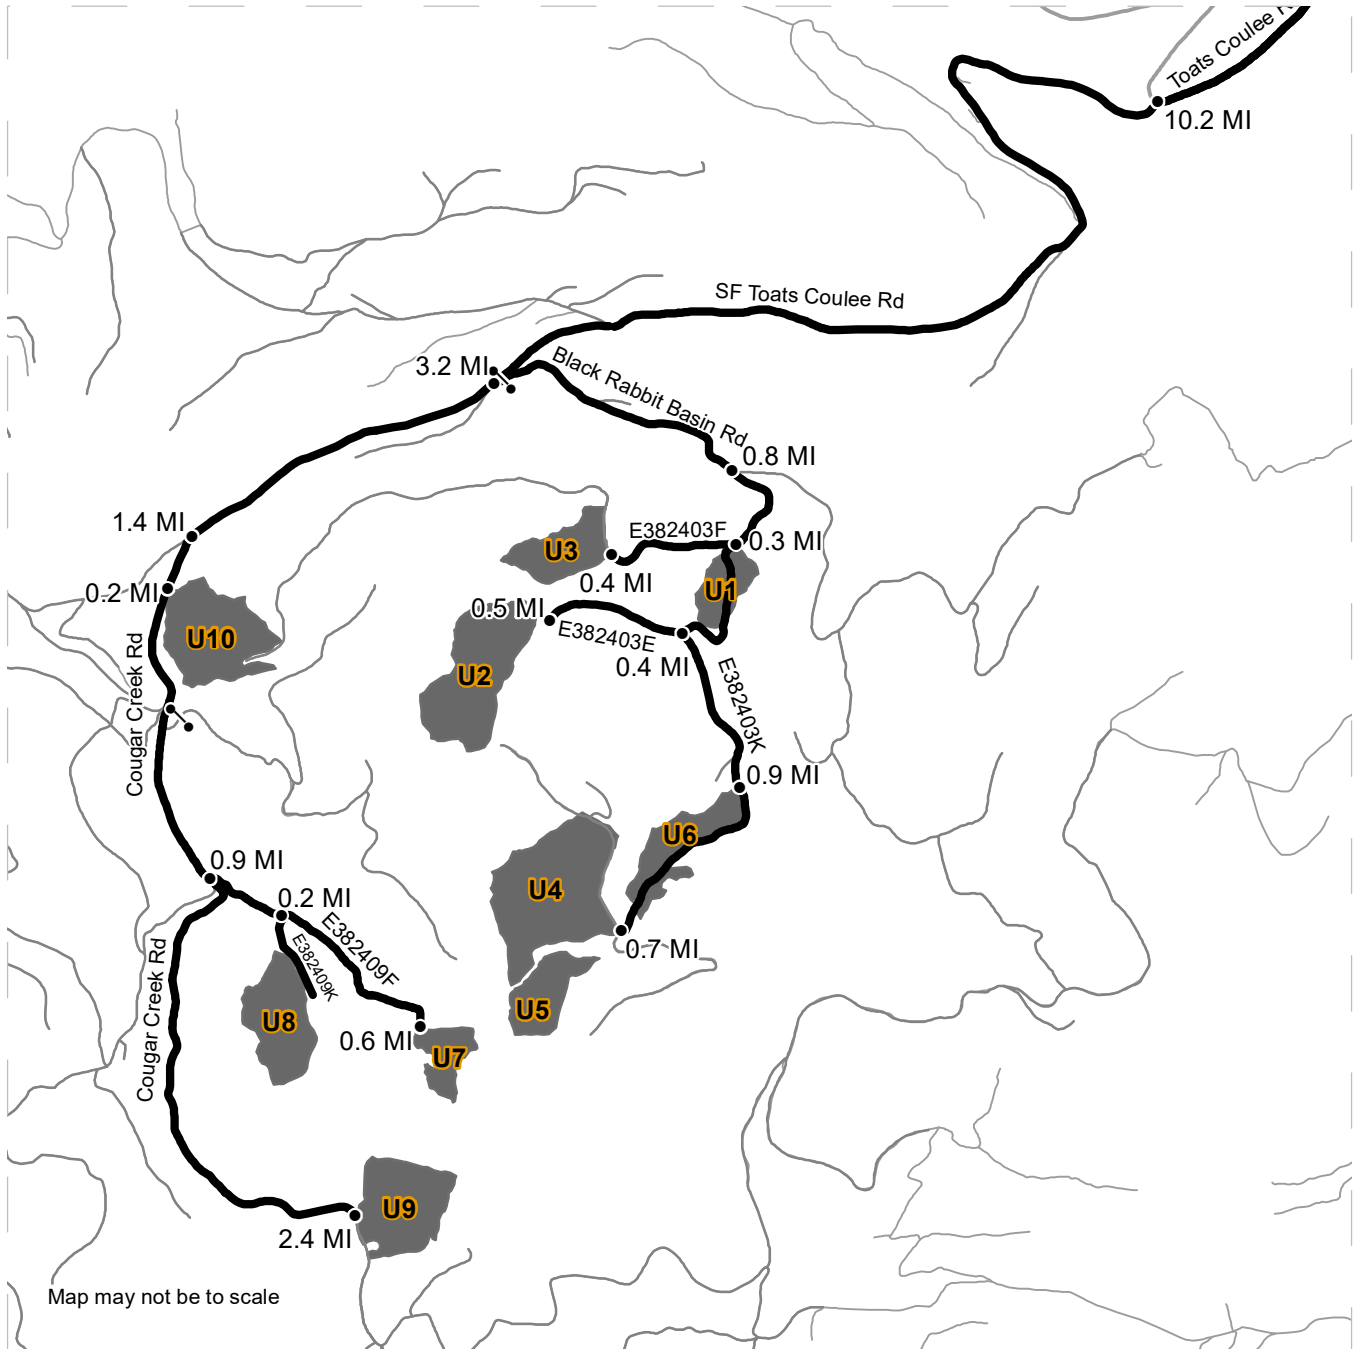 Toats Coulee R
10.2 MI
SF Toats Coulee Rd
3.2 MI
Black Rabbit Basin Rd
0.8 MI
1.4 MI
E382403F
0.3 MI
U3
0.4 MI
U1
0.2 MI
0.5 MI
E382403E
U10
0.4 MI
U2
E382403K
Cougar Creek Rd
0.9 MI
U6
0.9 MI
U4
0.2 MI
E382409F
E382409K
0.7 MI
Cougar Creek Rd
U5
U8
0.6 MI
U7
U9
2.4 MI
Map may not be to scale